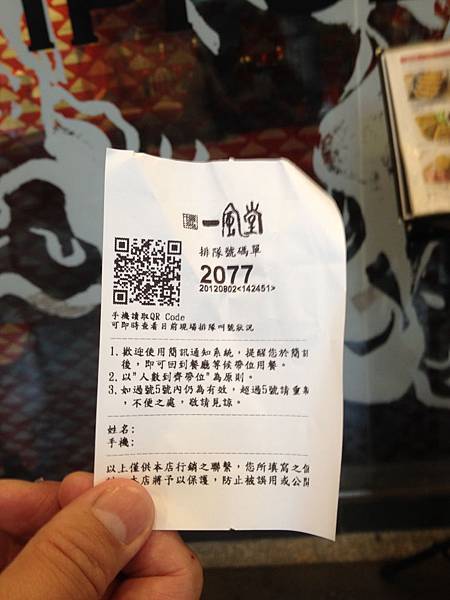 一風堂
排隊號碼單
2077
20120802<142451>
手機讀取QR Code
可即時查看目前現場排隊叫號狀況
1.歡迎使用簡訊通知系統,提醒您於簡訊
後,即可回到餐廳等候帶位用餐。
2.以"人數到齊帶位"為原則。
3.如過號5號內仍為有效,超過5號請重
,不便之處,敬請見諒。
姓名:
手機:
以上僅供本店行銷之聯繫,您所填寫之
本店將予以保護,防止被誤用或公開